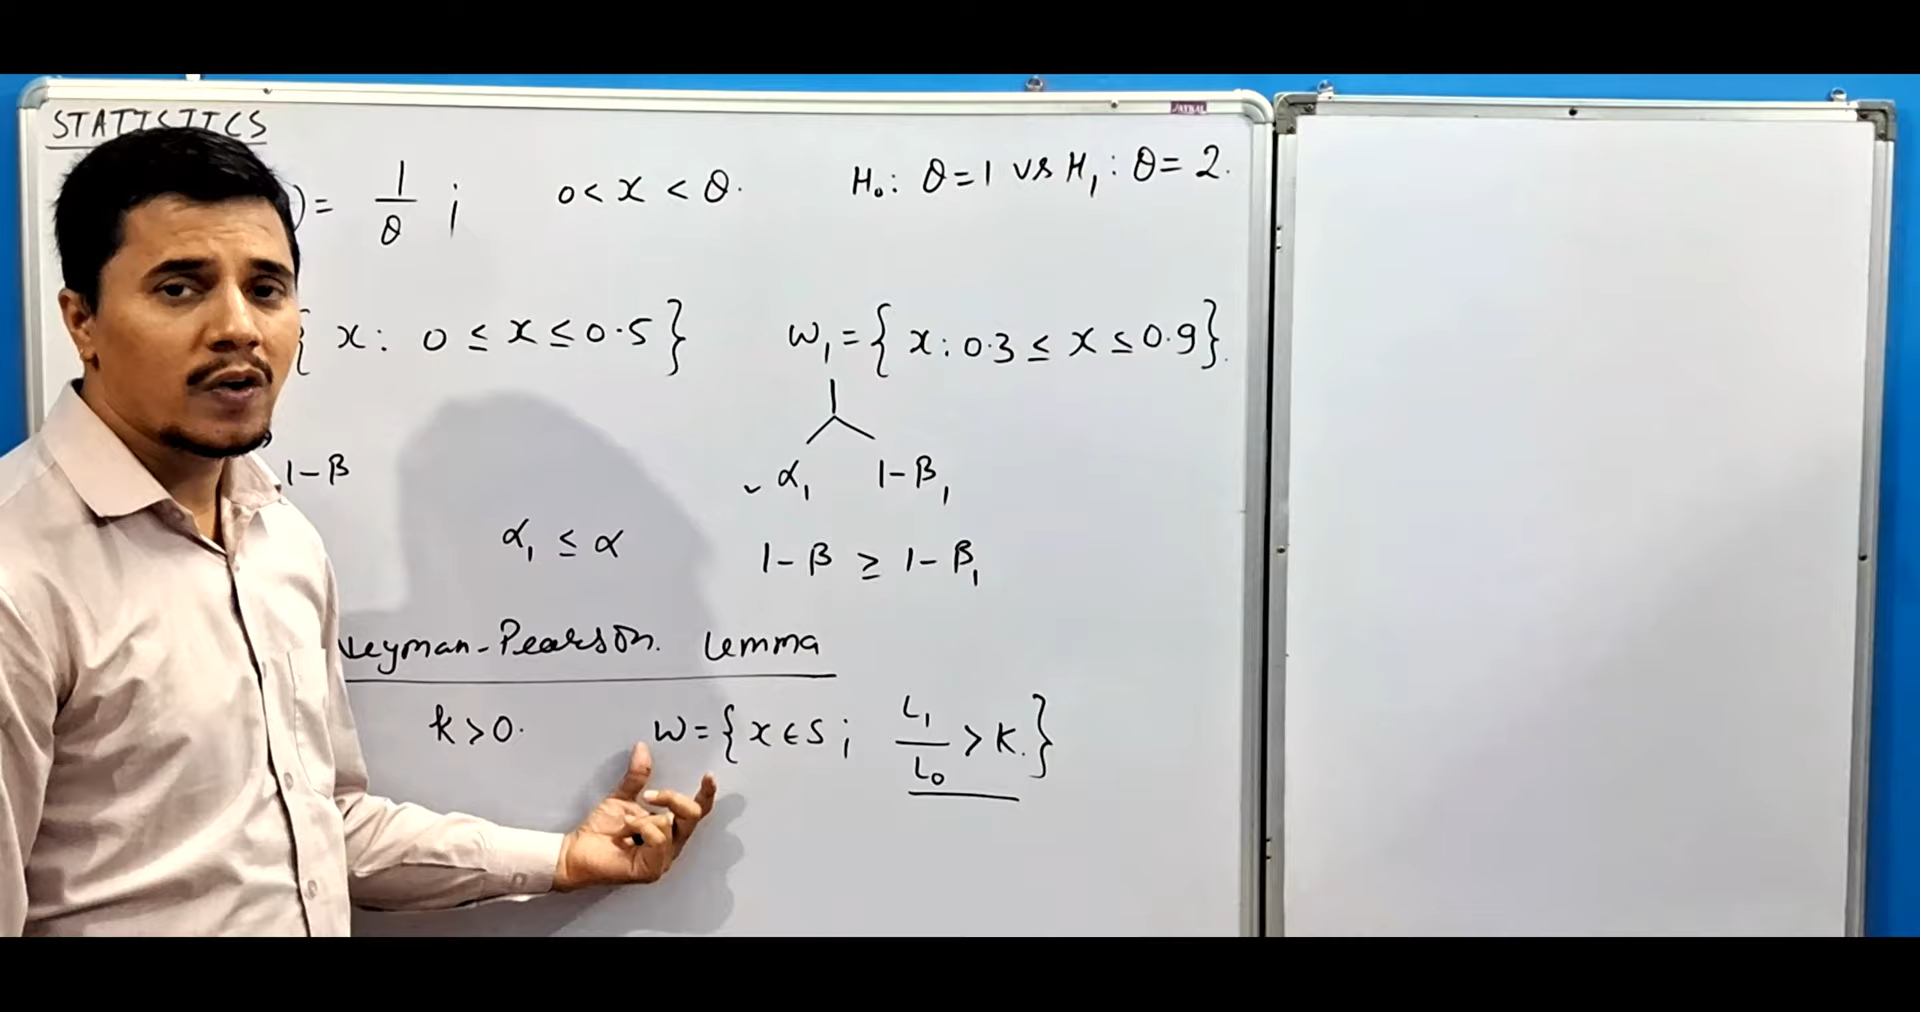 STATISTICS
) = 1/θ ; 0 < x < θ. H₀: θ = 1 vs H₁: θ = 2.
{ x: 0 ≤ x ≤ 0.5 } W₁ = { x: 0.3 ≤ x ≤ 0.9 }.
1-β α₁ 1-β₁
α₁ ≤ α 1-β ≥ 1-β₁
Neyman-Pearson. Lemma
k > 0. W = { x ∈ S ; L₁/L₀ > k. }